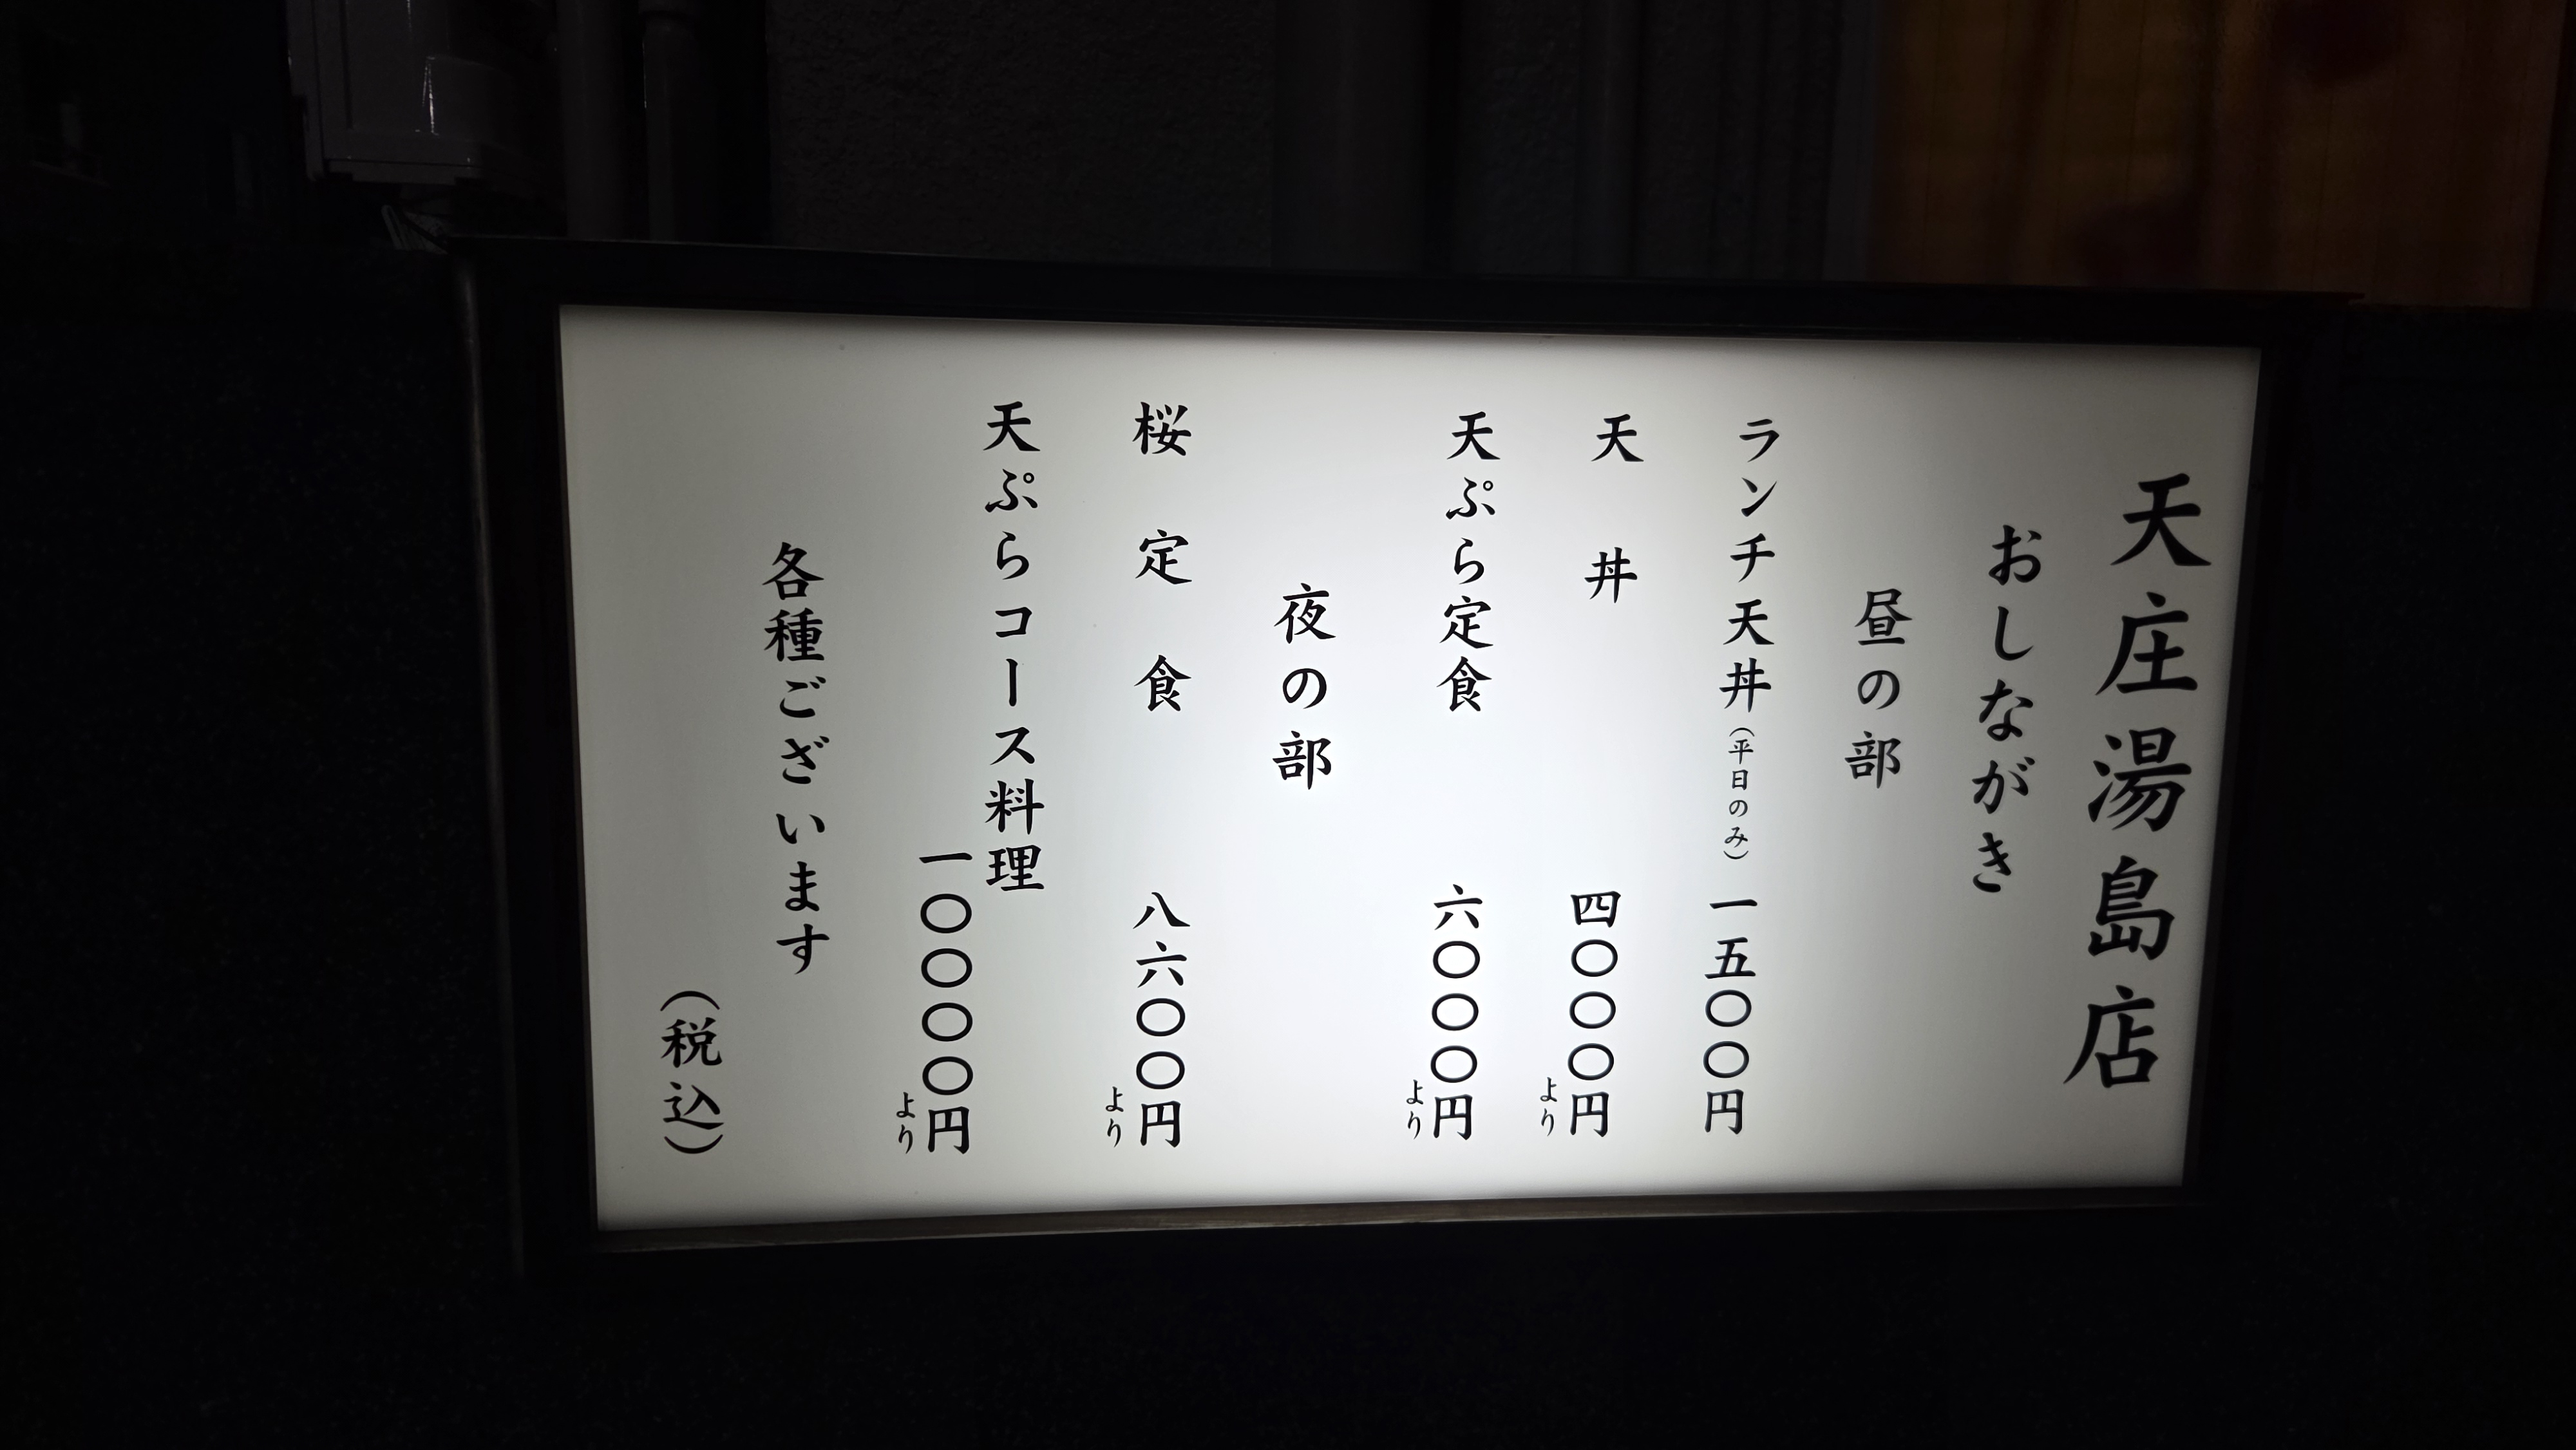 天庄湯島店
おしながき
昼の部
ランチ天丼（平日のみ）一五〇〇円
天丼 四〇〇〇円より
天ぷら定食 六〇〇〇円より
夜の部
桜定食 八六〇〇円より
天ぷらコース料理
一〇〇〇〇円より
各種ございます
（税込）